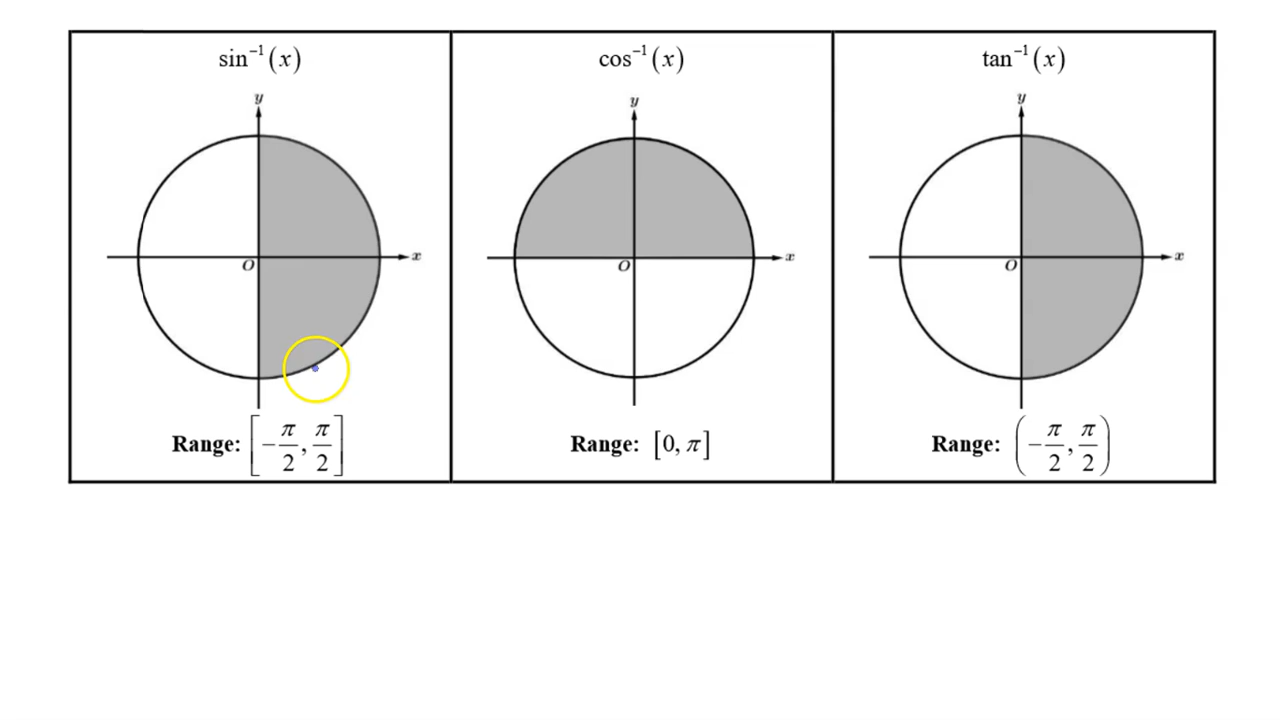 sin⁻¹(x)
y
x
O
Range: [-π/2, π/2]
cos⁻¹(x)
y
x
O
Range: [0, π]
tan⁻¹(x)
y
x
O
Range: (-π/2, π/2)